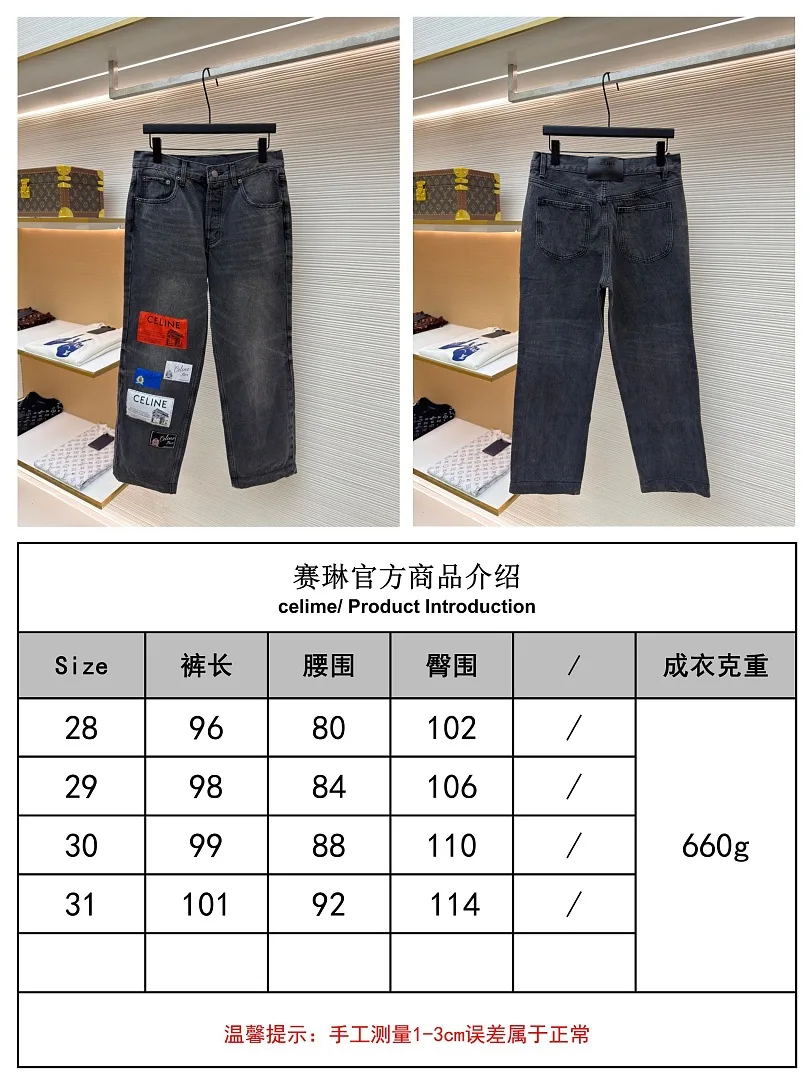 CELINE
Celine
CELINE
Celine
赛琳官方商品介绍
celime/ Product Introduction
Size 裤长 腰围 臀围 / 成衣克重
28 96 80 102 /
29 98 84 106 /
30 99 88 110 / 660g
31 101 92 114 /
温馨提示：手工测量1-3cm误差属于正常